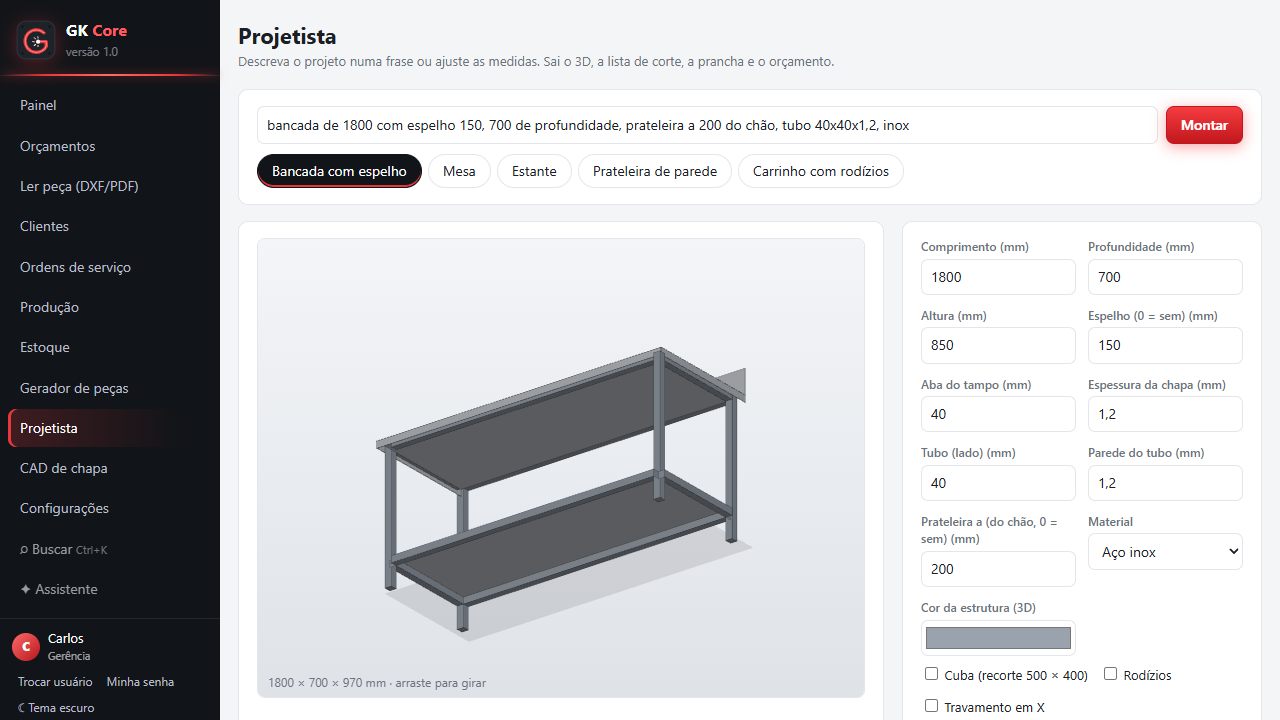 GK Core
versão 1.0
Painel
Orçamentos
Ler peça (DXF/PDF)
Clientes
Ordens de serviço
Produção
Estoque
Gerador de peças
Projetista
CAD de chapa
Configurações
⌕ Buscar Ctrl+K
✦ Assistente
C
Carlos
Gerência
Trocar usuário Minha senha
☾ Tema escuro
Projetista
Descreva o projeto numa frase ou ajuste as medidas. Sai o 3D, a lista de corte, a prancha e o orçamento.
bancada de 1800 com espelho 150, 700 de profundidade, prateleira a 200 do chão, tubo 40x40x1,2, inox
Montar
Bancada com espelho Mesa Estante Prateleira de parede Carrinho com rodízios
1800 × 700 × 970 mm · arraste para girar
Comprimento (mm) Profundidade (mm)
1800 700
Altura (mm) Espelho (0 = sem) (mm)
850 150
Aba do tampo (mm) Espessura da chapa (mm)
40 1,2
Tubo (lado) (mm) Parede do tubo (mm)
40 1,2
Prateleira a (do chão, 0 =
sem) (mm)
200
Material
Aço inox
Cor da estrutura (3D)
Cuba (recorte 500 × 400) Rodízios
Travamento em X